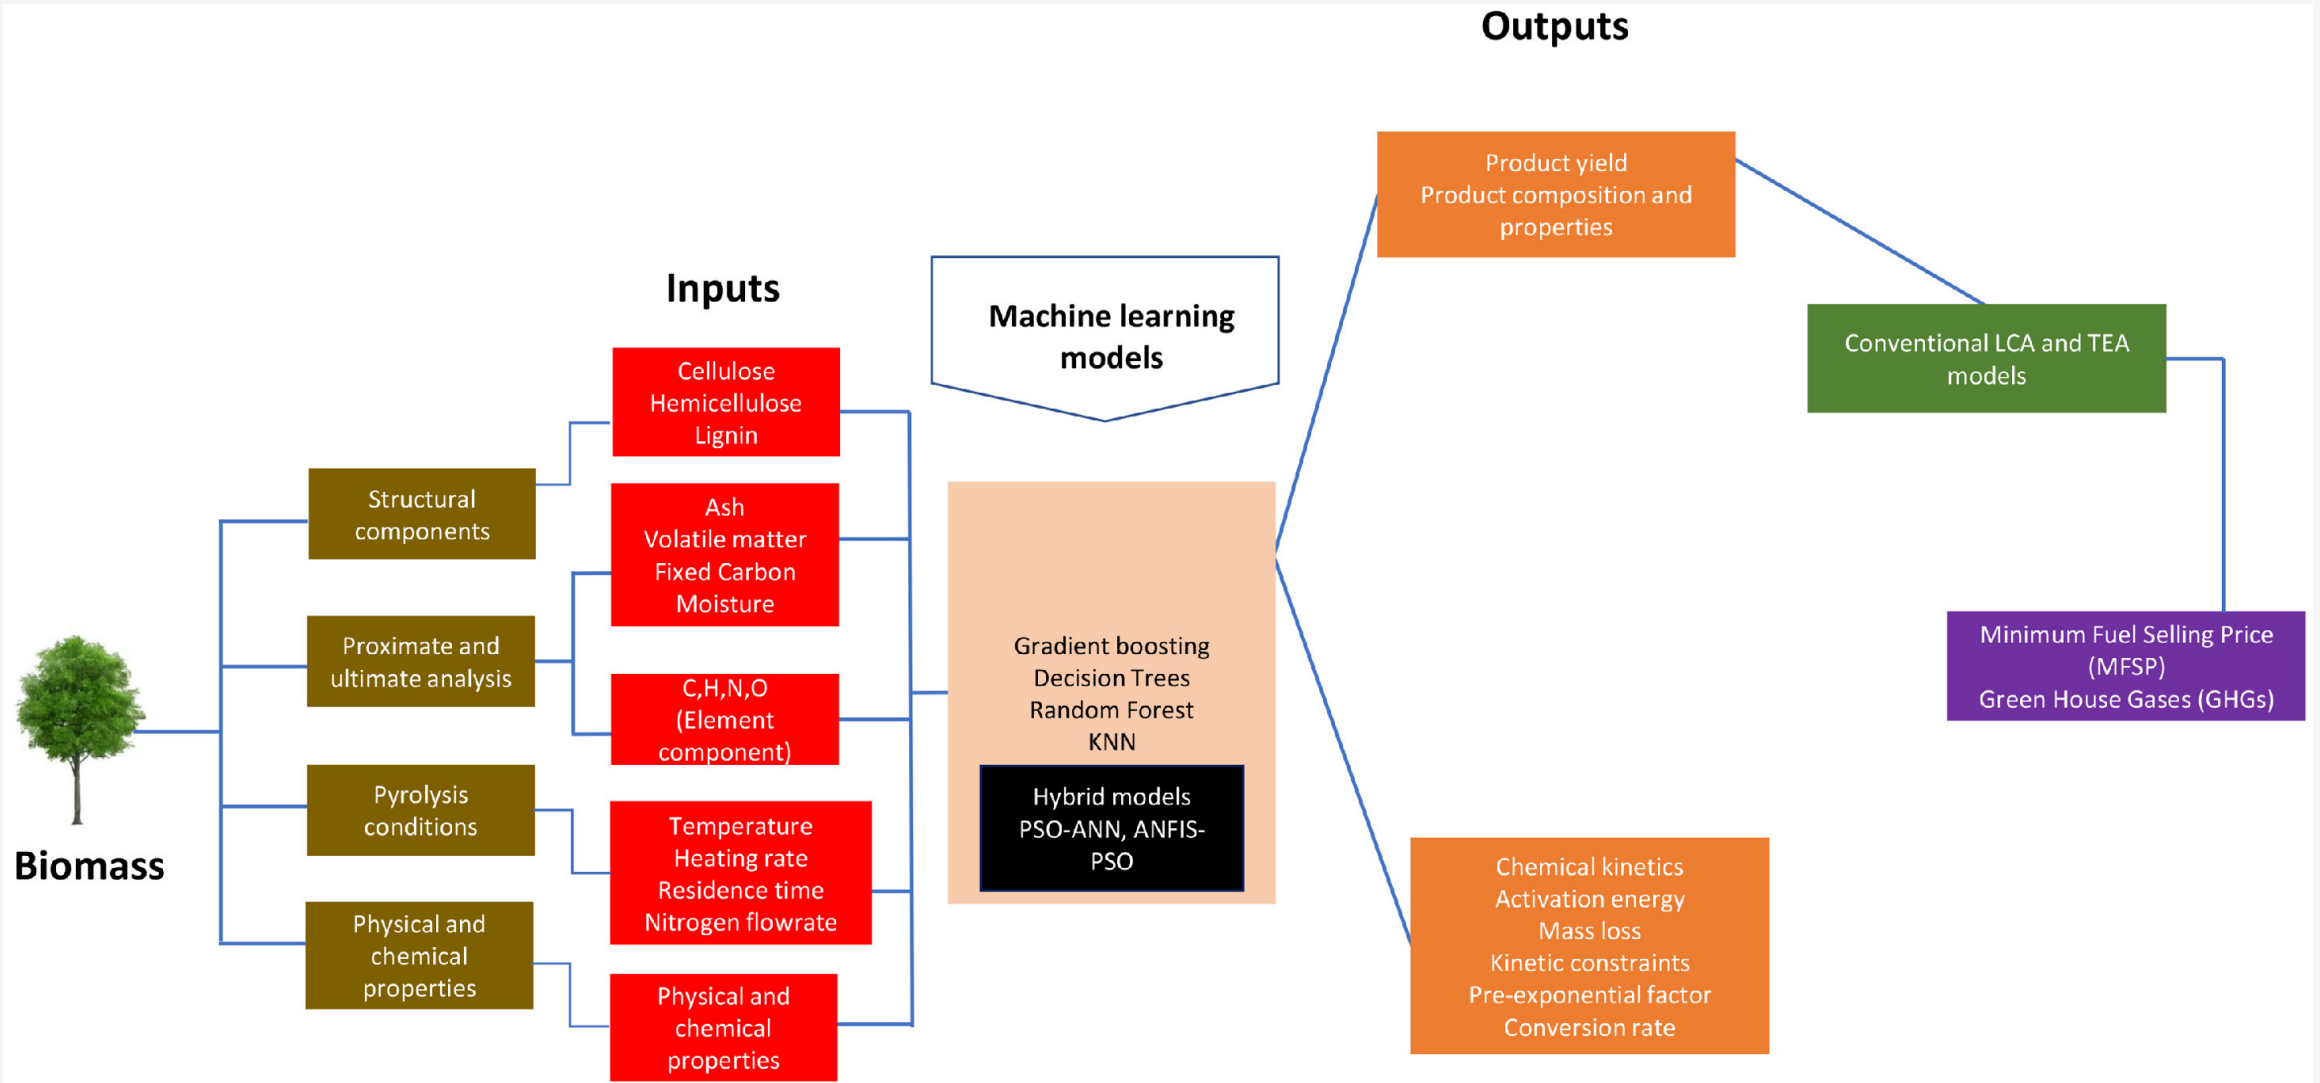 Outputs
Product yield
Product composition and
properties
Inputs
Machine learning
models
Conventional LCA and TEA
models
Cellulose
Hemicellulose
Lignin
Structural
components
Ash
Volatile matter
Fixed Carbon
Moisture
Proximate and
ultimate analysis
C,H,N,O
(Element
component)
Gradient boosting
Decision Trees
Random Forest
KNN
Hybrid models
PSO-ANN, ANFIS-
PSO
Minimum Fuel Selling Price
(MFSP)
Green House Gases (GHGs)
Pyrolysis
conditions
Temperature
Heating rate
Residence time
Nitrogen flowrate
Biomass
Physical and
chemical
properties
Physical and
chemical
properties
Chemical kinetics
Activation energy
Mass loss
Kinetic constraints
Pre-exponential factor
Conversion rate